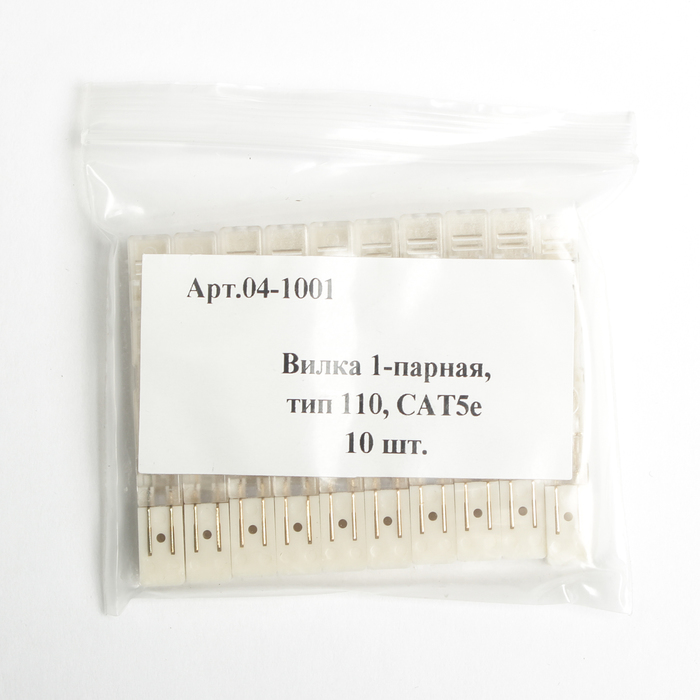 Арт.04-1001
Вилка 1-парная,
тип 110, CAT5e
10 шт.